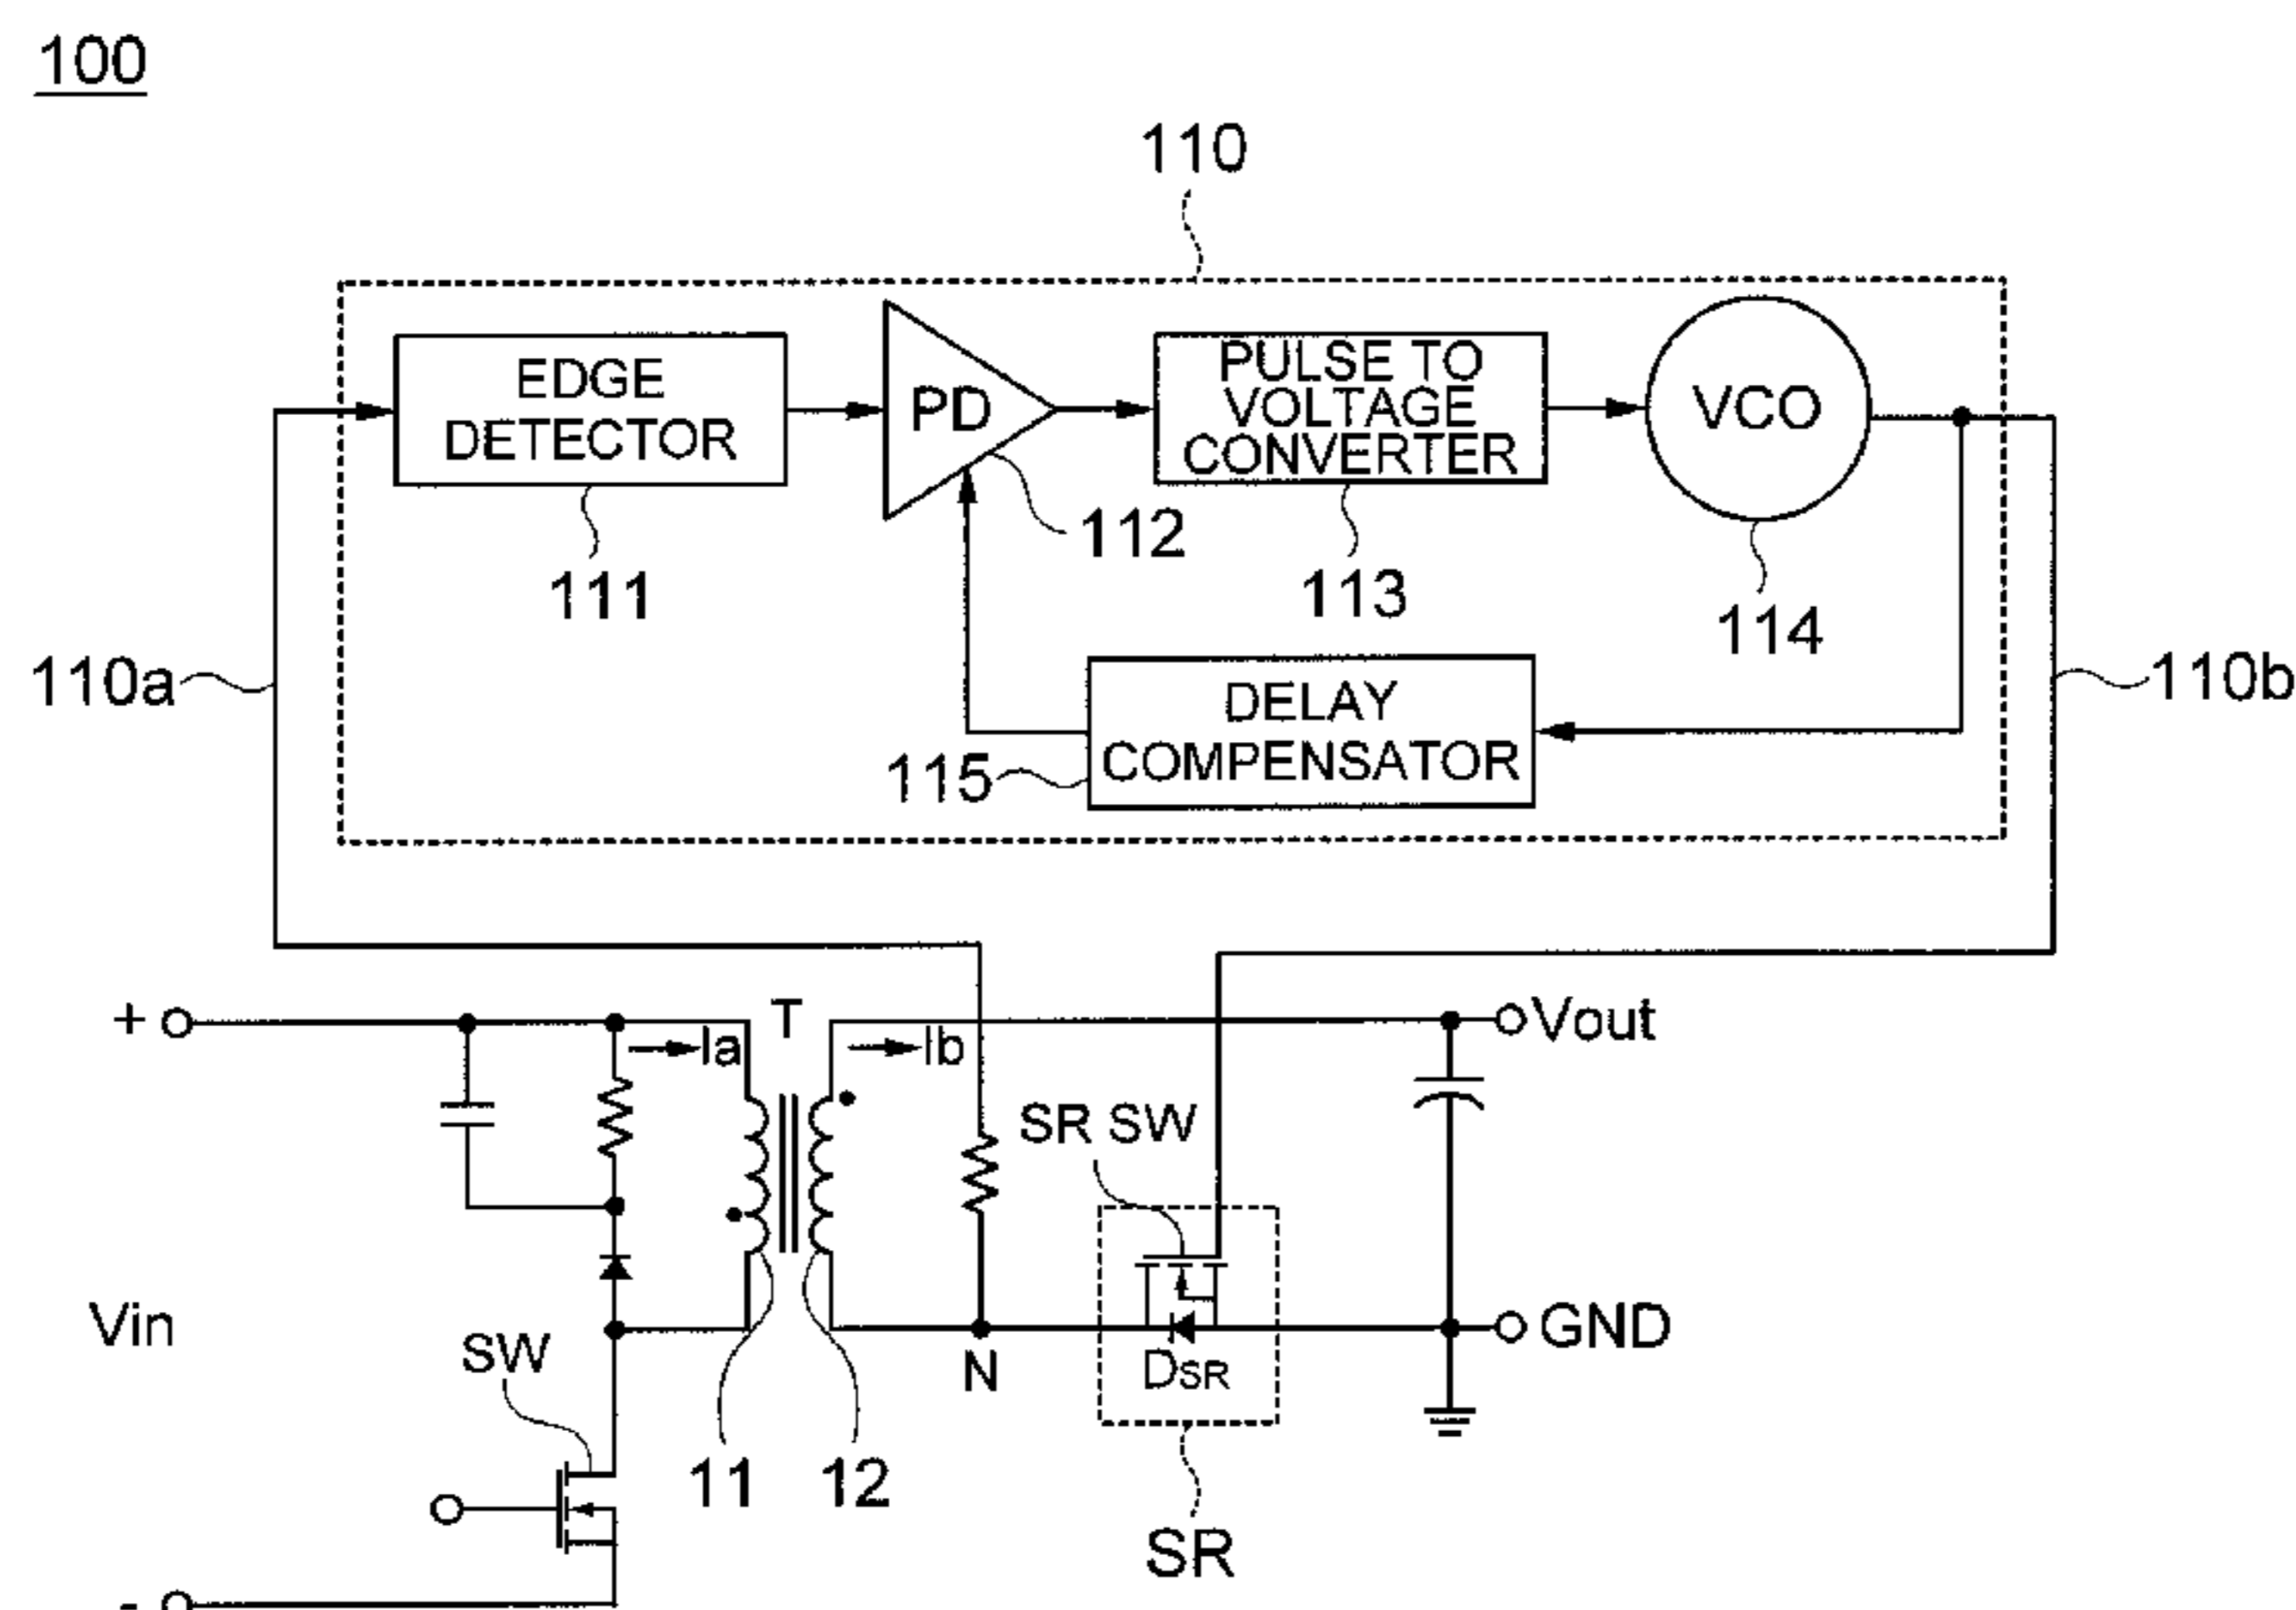 100
110
EDGE
DETECTOR
PD
PULSE TO
VOLTAGE
CONVERTER
VCO
111
112
113
114
110a
110b
DELAY
COMPENSATOR
115
+
T
Ia
Ib
Vout
SR SW
Vin
SW
N
DSR
GND
11
12
SR
-